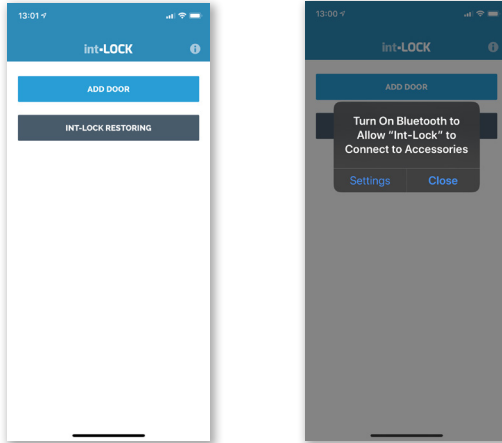 13:01
int-LOCK
ADD DOOR
INT-LOCK RESTORING
13:00
int-LOCK
ADD DOOR
Turn On Bluetooth to
Allow “Int-Lock” to
Connect to Accessories
Settings
Close